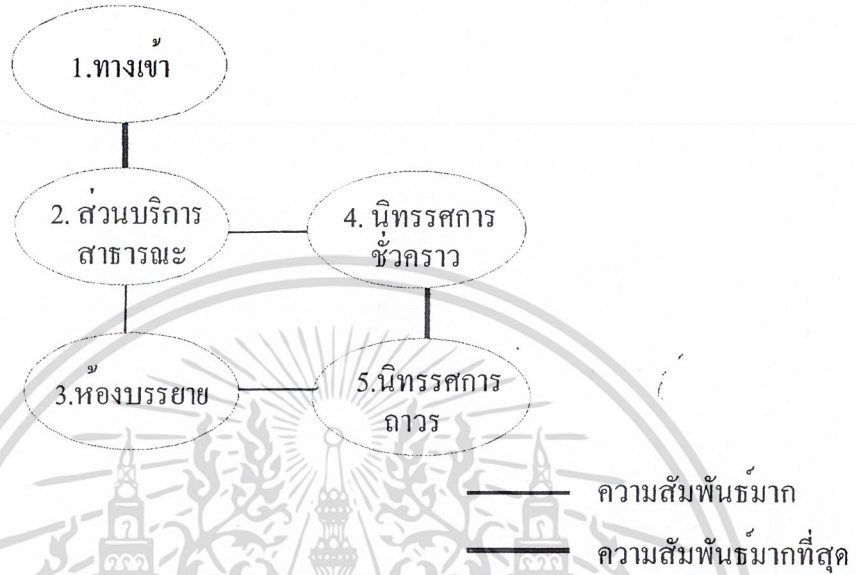 1.ทางเข้า
2. ส่วนบริการ
สาธารณะ
4. นิทรรศการ
ชั่วคราว
3.ห้องบรรยาย
5.นิทรรศการ
ถาวร
ความสัมพันธ์มาก
ความสัมพันธ์มากที่สุด